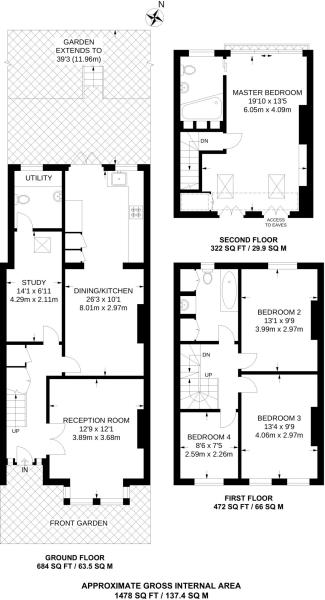 N
GARDEN
EXTENDS TO
39'3 (11.96m)
UTILITY
STUDY
14'1 x 6'11
4.29m x 2.11m
DINING/KITCHEN
26'3 x 10'1
8.01m x 2.97m
RECEPTION ROOM
12'9 x 12'1
3.89m x 3.68m
UP
IN
FRONT GARDEN
GROUND FLOOR
684 SQ FT / 63.5 SQ M
MASTER BEDROOM
19'10 x 13'5
6.05m x 4.09m
DN
ACCESS
TO EAVES
SECOND FLOOR
322 SQ FT / 29.9 SQ M
BEDROOM 2
13'1 x 9'9
3.99m x 2.97m
DN
UP
BEDROOM 3
13'4 x 9'9
4.06m x 2.97m
BEDROOM 4
8'6 x 7'5
2.59m x 2.26m
FIRST FLOOR
472 SQ FT / 66 SQ M
APPROXIMATE GROSS INTERNAL AREA
1478 SQ FT / 137.4 SQ M